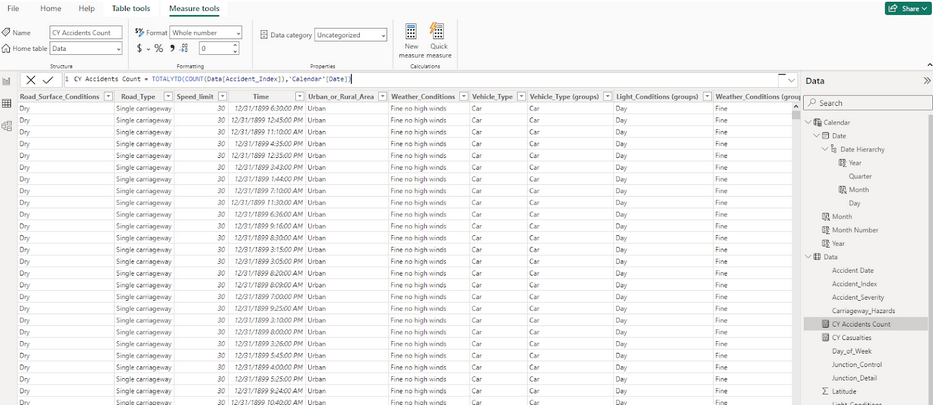 File Home Help Table tools Measure tools Share
Name CY Accidents Count Format Whole number Data category Uncategorized New measure Quick measure
Home table Data $ % 0
Structure Formatting Properties Calculations
1 CY Accidents Count = TOTALYTD(COUNT(Data[Accident_Index]),'Calendar'[Date])
Road_Surface_Conditions Road_Type Speed_limit Time Urban_or_Rural_Area Weather_Conditions Vehicle_Type Vehicle_Type (groups) Light_Conditions (groups) Weather_Conditions (group
Dry Single carriageway 30 12/31/1899 6:30:00 PM Urban Fine no high winds Car Car Day Fine
Dry Single carriageway 30 12/31/1899 12:45:00 PM Urban Fine no high winds Car Car Day Fine
Dry Single carriageway 30 12/31/1899 11:10:00 AM Urban Fine no high winds Car Car Day Fine
Dry Single carriageway 30 12/31/1899 4:35:00 PM Urban Fine no high winds Car Car Day Fine
Dry Single carriageway 30 12/31/1899 12:35:00 PM Urban Fine no high winds Car Car Day Fine
Dry Single carriageway 30 12/31/1899 3:43:00 PM Urban Fine no high winds Car Car Day Fine
Dry Single carriageway 30 12/31/1899 1:44:00 PM Urban Fine no high winds Car Car Day Fine
Dry Single carriageway 30 12/31/1899 7:10:00 AM Urban Fine no high winds Car Car Day Fine
Dry Single carriageway 30 12/31/1899 11:30:00 AM Urban Fine no high winds Car Car Day Fine
Dry Single carriageway 30 12/31/1899 6:36:00 AM Urban Fine no high winds Car Car Day Fine
Dry Single carriageway 30 12/31/1899 9:16:00 AM Urban Fine no high winds Car Car Day Fine
Dry Single carriageway 30 12/31/1899 8:30:00 AM Urban Fine no high winds Car Car Day Fine
Dry Single carriageway 30 12/31/1899 3:15:00 PM Urban Fine no high winds Car Car Day Fine
Dry Single carriageway 30 12/31/1899 3:05:00 PM Urban Fine no high winds Car Car Day Fine
Dry Single carriageway 30 12/31/1899 8:20:00 AM Urban Fine no high winds Car Car Day Fine
Dry Single carriageway 30 12/31/1899 8:09:00 AM Urban Fine no high winds Car Car Day Fine
Dry Single carriageway 30 12/31/1899 7:00:00 PM Urban Fine no high winds Car Car Day Fine
Dry Single carriageway 30 12/31/1899 9:25:00 AM Urban Fine no high winds Car Car Day Fine
Dry Single carriageway 30 12/31/1899 3:10:00 PM Urban Fine no high winds Car Car Day Fine
Dry Single carriageway 30 12/31/1899 8:00:00 PM Urban Fine no high winds Car Car Day Fine
Dry Single carriageway 30 12/31/1899 3:26:00 PM Urban Fine no high winds Car Car Day Fine
Dry Single carriageway 30 12/31/1899 5:45:00 PM Urban Fine no high winds Car Car Day Fine
Dry Single carriageway 30 12/31/1899 4:00:00 PM Urban Fine no high winds Car Car Day Fine
Dry Single carriageway 30 12/31/1899 5:25:00 PM Urban Fine no high winds Car Car Day Fine
Dry Single carriageway 30 12/31/1899 9:24:00 AM Urban Fine no high winds Car Car Day Fine
Dry Single carriageway 30 12/31/1899 10:40:00 AM Urban Fine no high winds Car Car Day Fine
Data
Search
Calendar
Date
Date Hierarchy
Year
Quarter
Month
Day
Month
Month Number
Year
Data
Accident Date
Accident_Index
Accident_Severity
Carriageway_Hazards
CY Accidents Count
CY Casualties
Day_of_Week
Junction_Control
Junction_Detail
Latitude
Light_Conditions